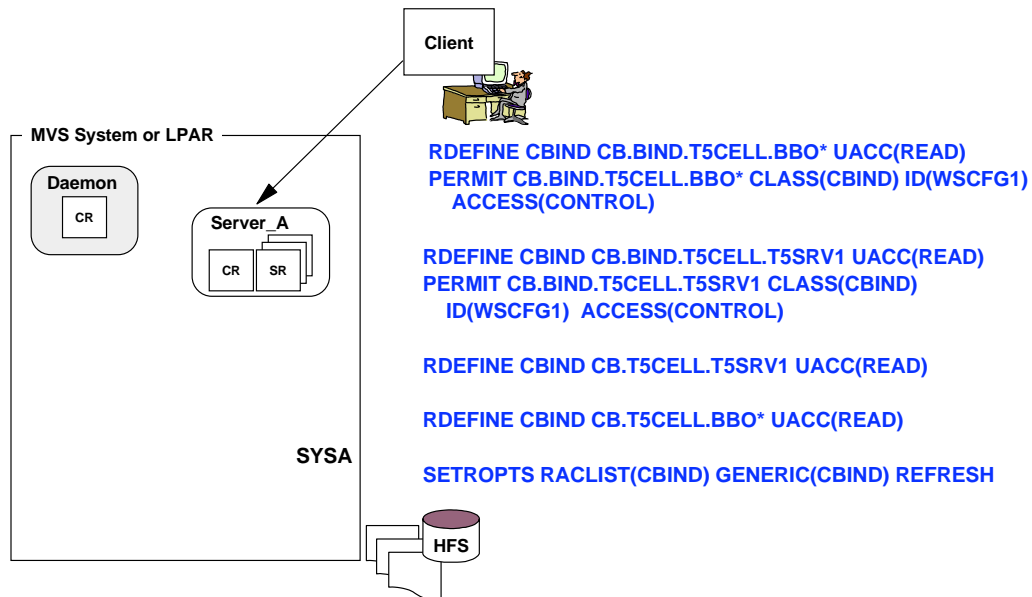 Client
MVS System or LPAR
Daemon
CR
Server_A
CR
SR
RDEFINE CBIND CB.BIND.T5CELL.BBO* UACC(READ)
PERMIT CB.BIND.T5CELL.BBO* CLASS(CBIND) ID(WSCFG1)
ACCESS(CONTROL)
RDEFINE CBIND CB.BIND.T5CELL.T5SRV1 UACC(READ)
PERMIT CB.BIND.T5CELL.T5SRV1 CLASS(CBIND)
ID(WSCFG1) ACCESS(CONTROL)
RDEFINE CBIND CB.T5CELL.T5SRV1 UACC(READ)
RDEFINE CBIND CB.T5CELL.BBO* UACC(READ)
SETROPTS RACLIST(CBIND) GENERIC(CBIND) REFRESH
SYSA
HFS